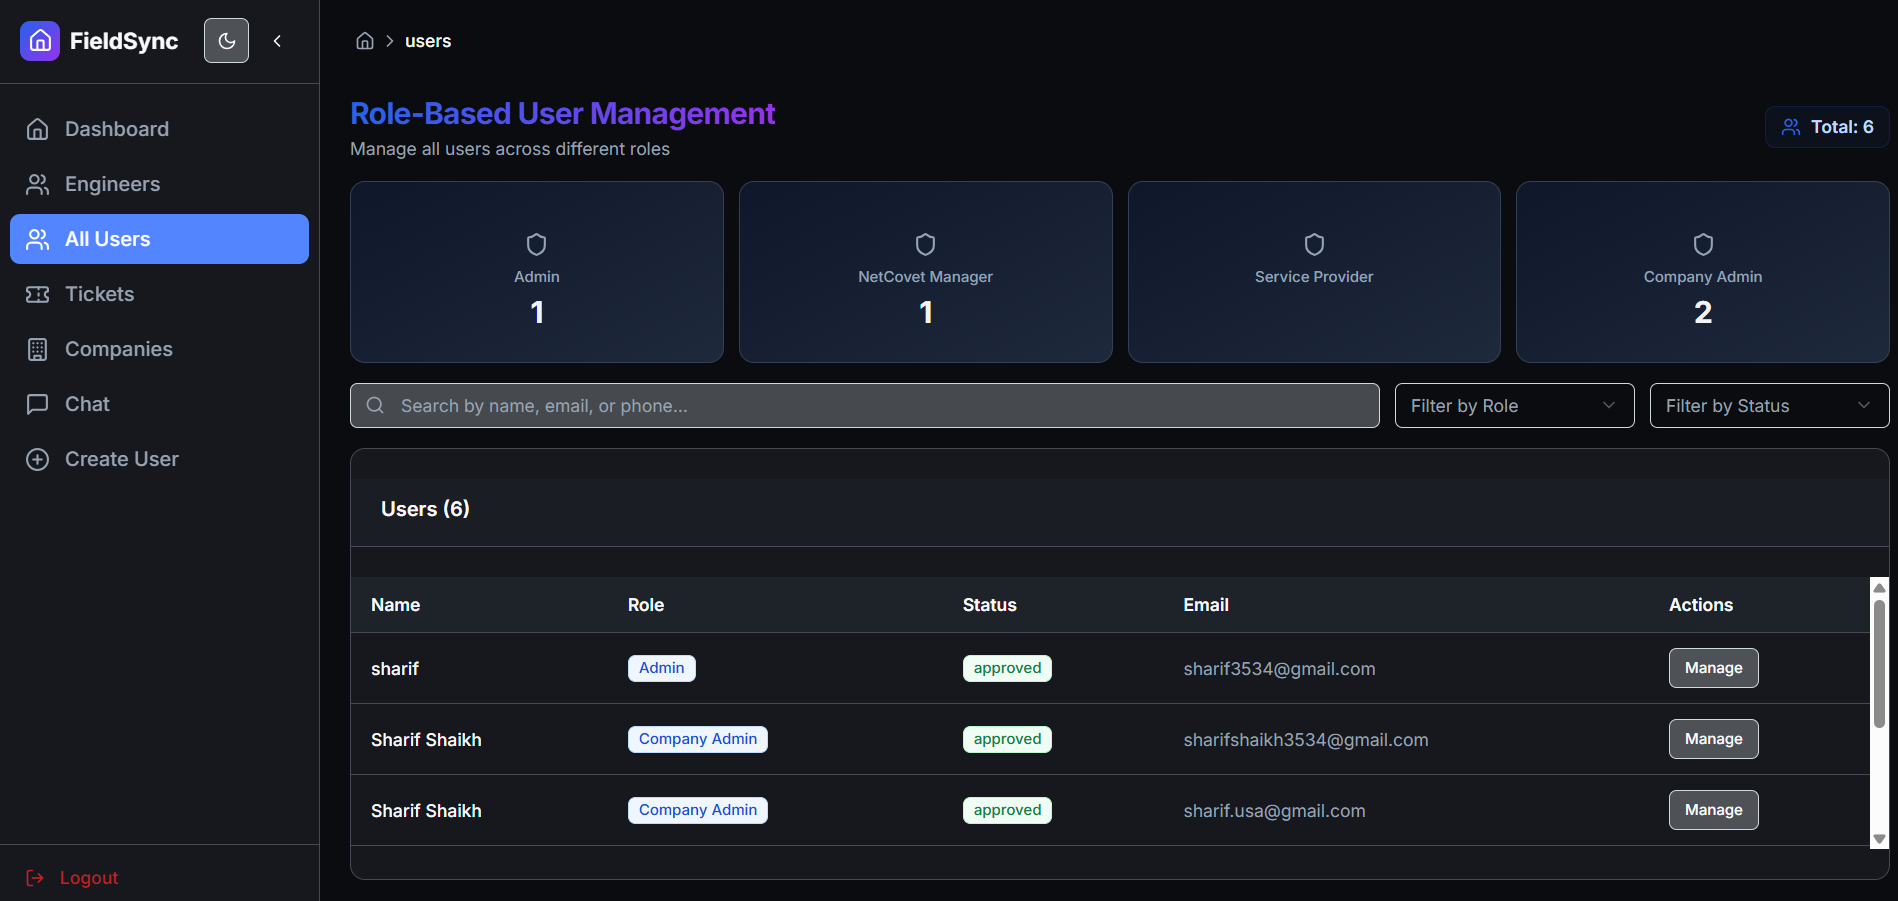 FieldSync
Dashboard
Engineers
All Users
Tickets
Companies
Chat
Create User
Logout
users
Role-Based User Management
Manage all users across different roles
Total: 6
Admin
1
NetCovet Manager
1
Service Provider
Company Admin
2
Search by name, email, or phone...
Filter by Role
Filter by Status
Users (6)
Name Role Status Email Actions
sharif Admin approved sharif3534@gmail.com Manage
Sharif Shaikh Company Admin approved sharifshaikh3534@gmail.com Manage
Sharif Shaikh Company Admin approved sharif.usa@gmail.com Manage